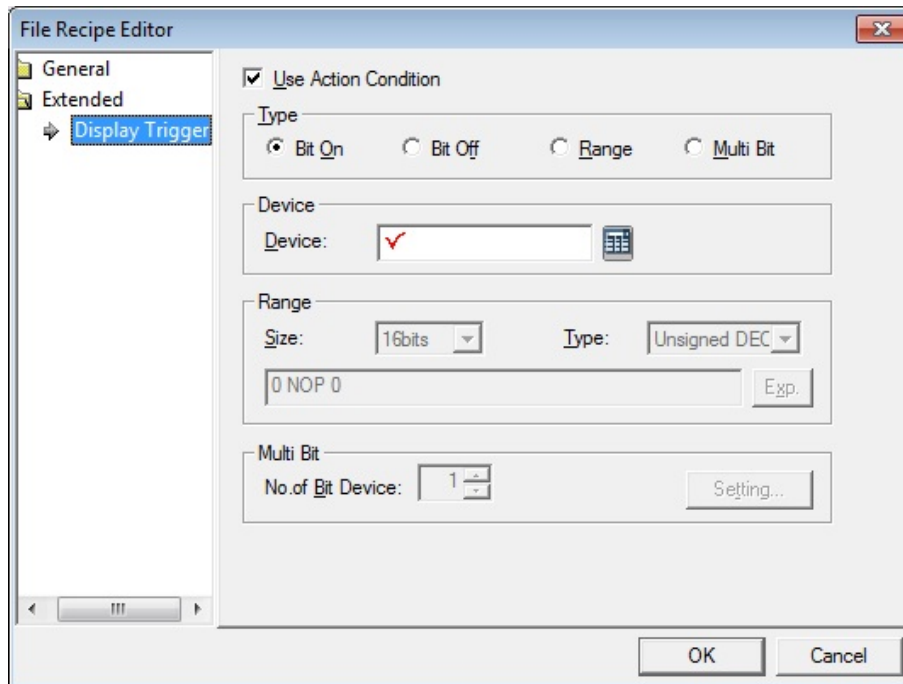 File Recipe Editor
General
Extended
Display Trigger
Use Action Condition
Type
Bit On Bit Off Range Multi Bit
Device
Device:
Range
Size: 16bits Type: Unsigned DEC
0 NOP 0 Exp.
Multi Bit
No.of Bit Device: 1 Setting...
OK Cancel